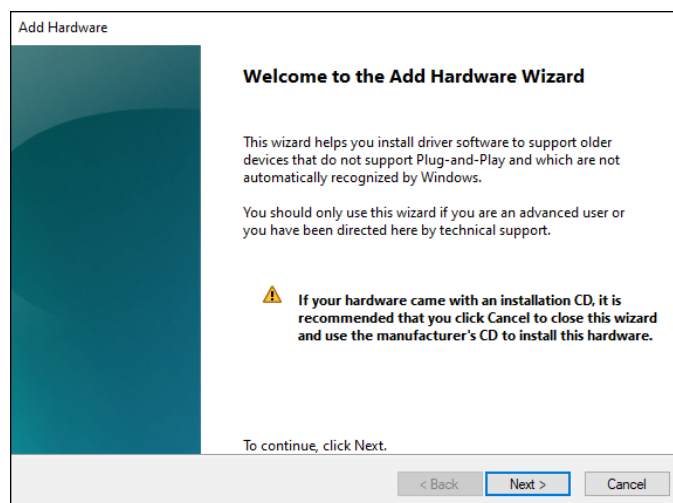 Add Hardware
Welcome to the Add Hardware Wizard
This wizard helps you install driver software to support older
devices that do not support Plug-and-Play and which are not
automatically recognized by Windows.
You should only use this wizard if you are an advanced user or
you have been directed here by technical support.
If your hardware came with an installation CD, it is
recommended that you click Cancel to close this wizard
and use the manufacturer's CD to install this hardware.
To continue, click Next.
< Back Next > Cancel